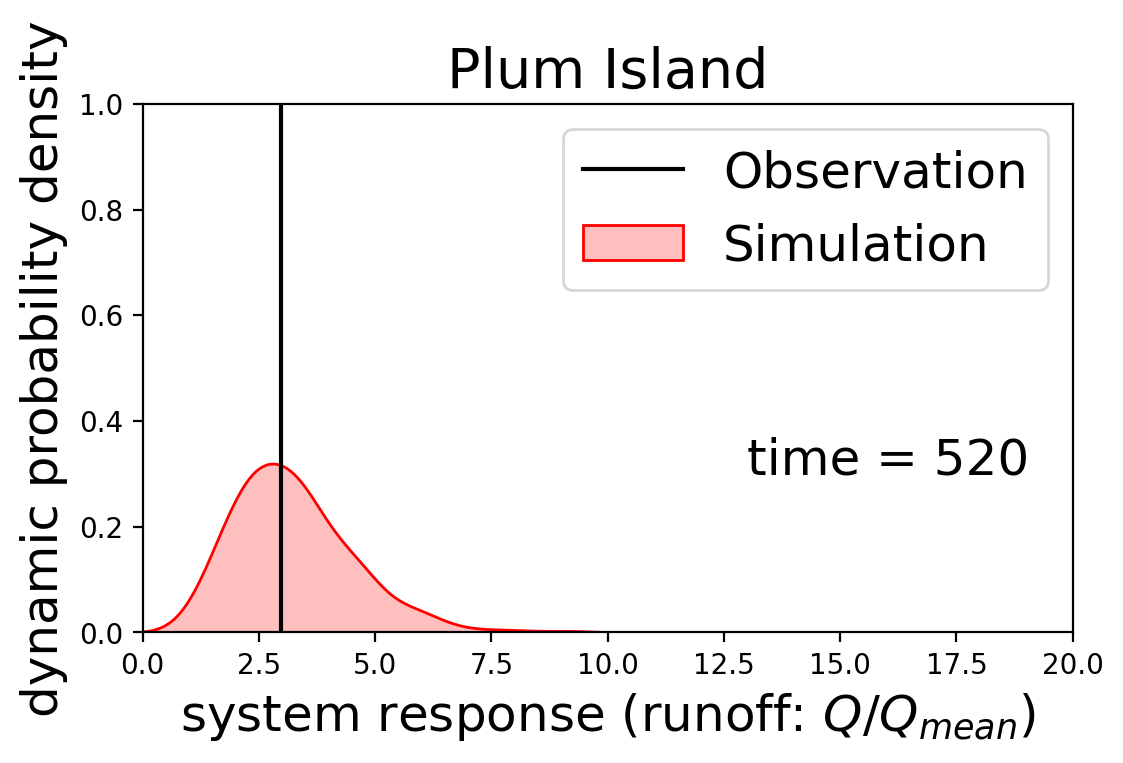 Plum Island
dynamic probability density
1.0
0.8
0.6
0.4
0.2
0.0
Observation
Simulation
time = 520
0.0 2.5 5.0 7.5 10.0 12.5 15.0 17.5 20.0
system response (runoff: Q/Qmean)